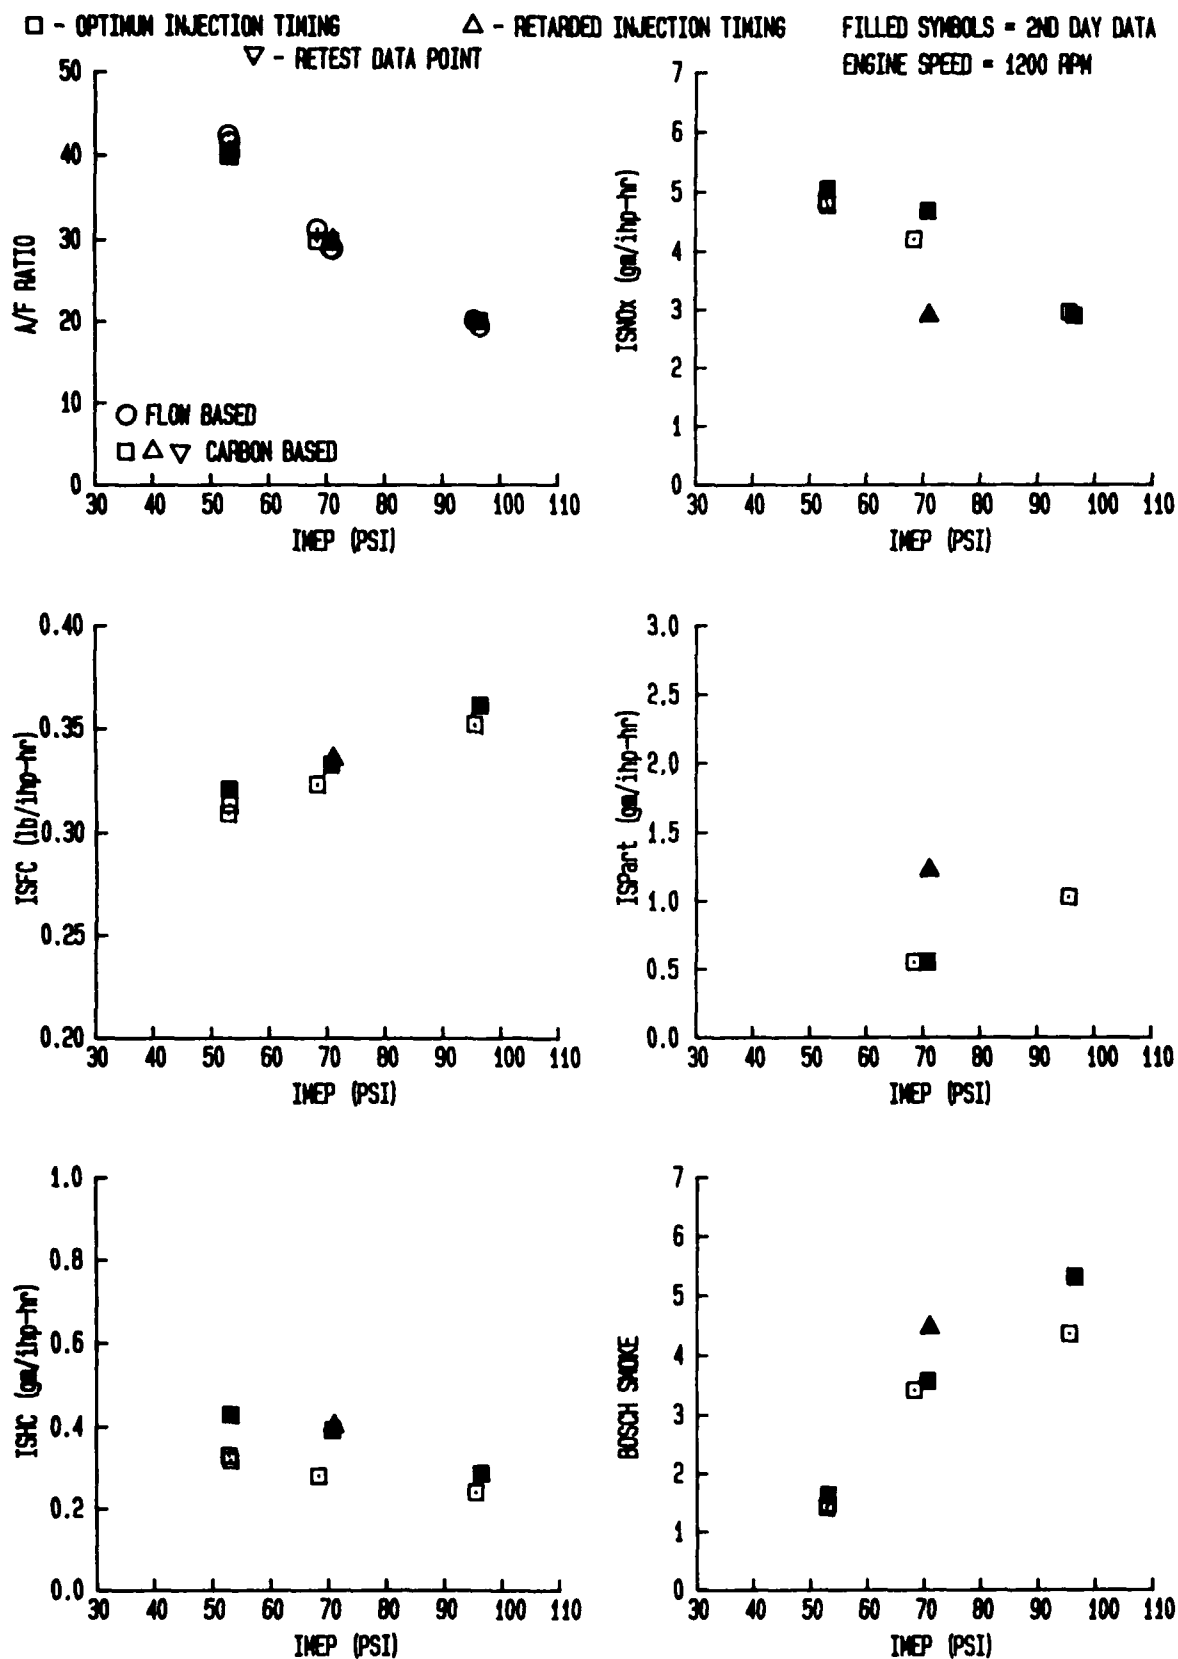 □ - OPTIMUM INJECTION TIMING △ - RETARDED INJECTION TIMING FILLED SYMBOLS = 2ND DAY DATA
▽ - RETEST DATA POINT ENGINE SPEED = 1200 RPM
50
40
30
20
10
0
A/F RATIO
○ FLOW BASED
□ △ ▽ CARBON BASED
30 40 50 60 70 80 90 100 110
IMEP (PSI)
7
6
5
4
3
2
1
0
ISNOx (gm/ihp-hr)
30 40 50 60 70 80 90 100 110
IMEP (PSI)
0.40
0.35
0.30
0.25
0.20
ISFC (lb/ihp-hr)
30 40 50 60 70 80 90 100 110
IMEP (PSI)
3.0
2.5
2.0
1.5
1.0
0.5
0.0
ISPart (gm/ihp-hr)
30 40 50 60 70 80 90 100 110
IMEP (PSI)
1.0
0.8
0.6
0.4
0.2
0.0
ISHC (gm/ihp-hr)
30 40 50 60 70 80 90 100 110
IMEP (PSI)
7
6
5
4
3
2
1
0
BOSCH SMOKE
30 40 50 60 70 80 90 100 110
IMEP (PSI)